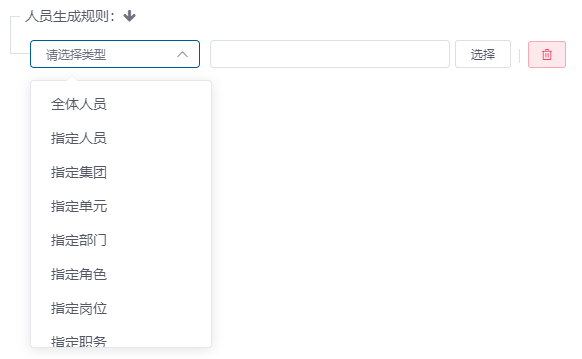 人员生成规则：
请选择类型
选择
全体人员
指定人员
指定集团
指定单元
指定部门
指定角色
指定岗位
指定职务